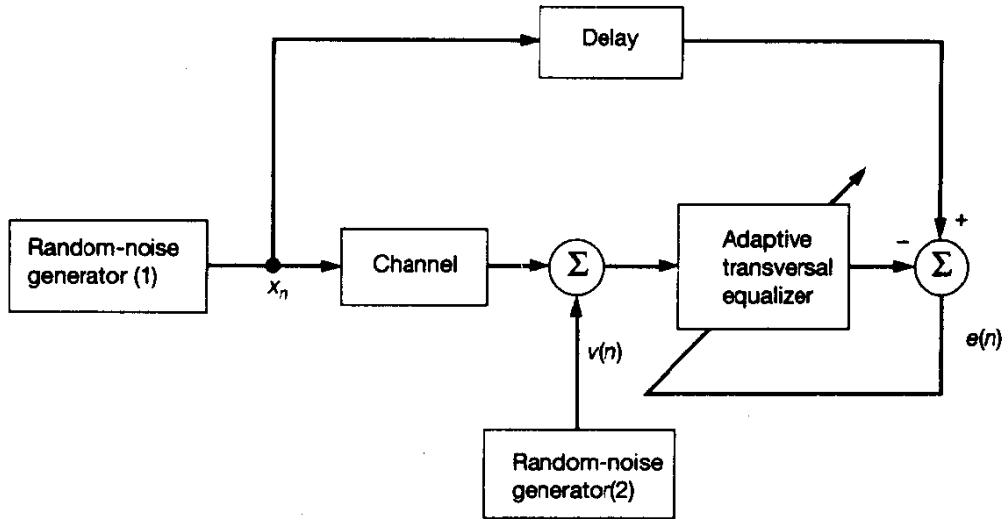 Delay
+
Random-noise
generator (1)
x_n
Channel
Σ
Adaptive
transversal
equalizer
−
Σ
v(n)
e(n)
Random-noise
generator(2)